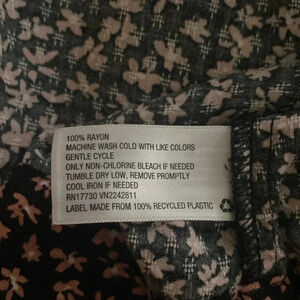 100% RAYON
MACHINE WASH COLD WITH LIKE COLORS
GENTLE CYCLE
ONLY NON-CHLORINE BLEACH IF NEEDED
TUMBLE DRY LOW, REMOVE PROMPTLY
COOL IRON IF NEEDED
RN17730 VN2242811
LABEL MADE FROM 100% RECYCLED PLASTIC